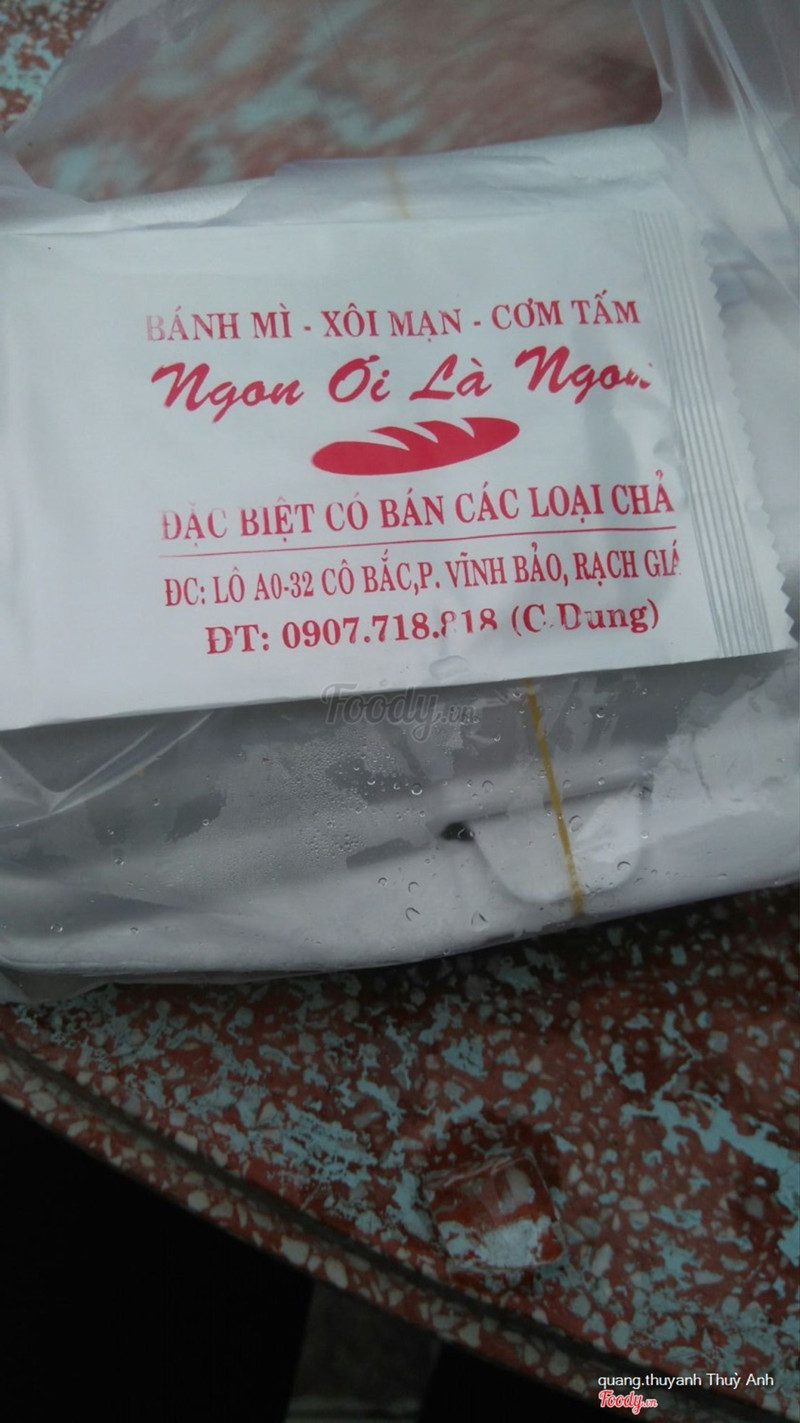 BÁNH MÌ - XÔI MẠN - CƠM TẤM
Ngon Ơi Là Ngon
ĐẶC BIỆT CÓ BÁN CÁC LOẠI CHẢ
ĐC: LÔ A0-32 CÔ BẮC,P. VĨNH BẢO, RẠCH GIÁ
ĐT: 0907.718.818 (C.Dung)
Foody.vn
quang.thuyanh Thuỳ Anh
Foody.vn